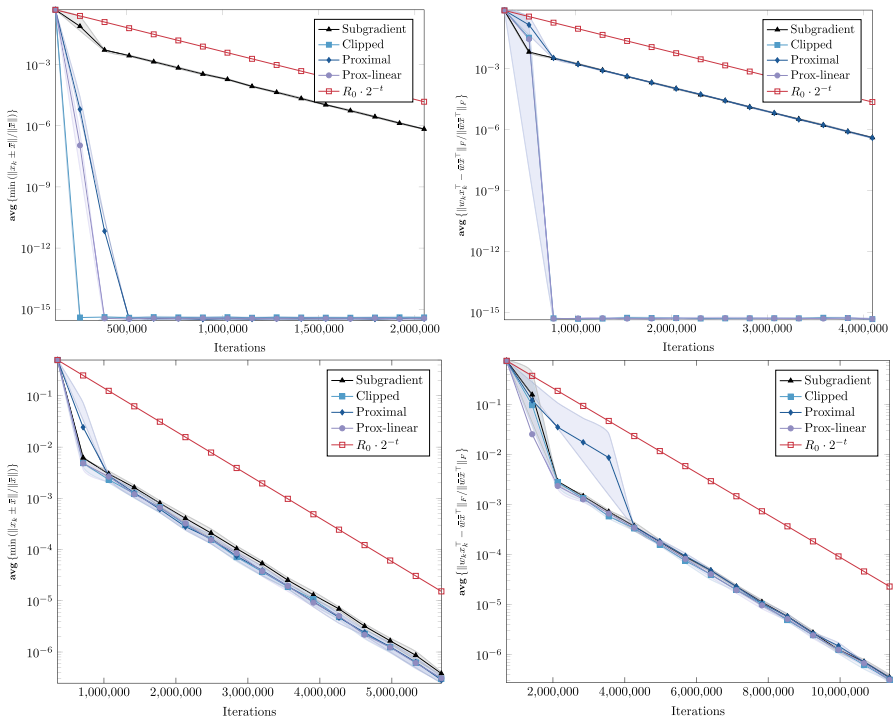 avg {min (‖x_k ± x̄‖/‖x̄‖)}
10^−3
10^−6
10^−9
10^−12
10^−15
Subgradient
Clipped
Proximal
Prox-linear
R_0 · 2^−t
500,000 1,000,000 1,500,000 2,000,000
Iterations
avg {‖w_k x_k^⊤ − w̄x̄^⊤‖_F/‖w̄x̄^⊤‖_F}
10^−3
10^−6
10^−9
10^−12
10^−15
Subgradient
Clipped
Proximal
Prox-linear
R_0 · 2^−t
1,000,000 2,000,000 3,000,000 4,000,000
Iterations
avg {min (‖x_k ± x̄‖/‖x̄‖)}
10^−1
10^−2
10^−3
10^−4
10^−5
10^−6
Subgradient
Clipped
Proximal
Prox-linear
R_0 · 2^−t
1,000,000 2,000,000 3,000,000 4,000,000 5,000,000
Iterations
avg {‖w_k x_k^⊤ − w̄x̄^⊤‖_F/‖w̄x̄^⊤‖_F}
10^−1
10^−2
10^−3
10^−4
10^−5
10^−6
Subgradient
Clipped
Proximal
Prox-linear
R_0 · 2^−t
2,000,000 4,000,000 6,000,000 8,000,000 10,000,000
Iterations